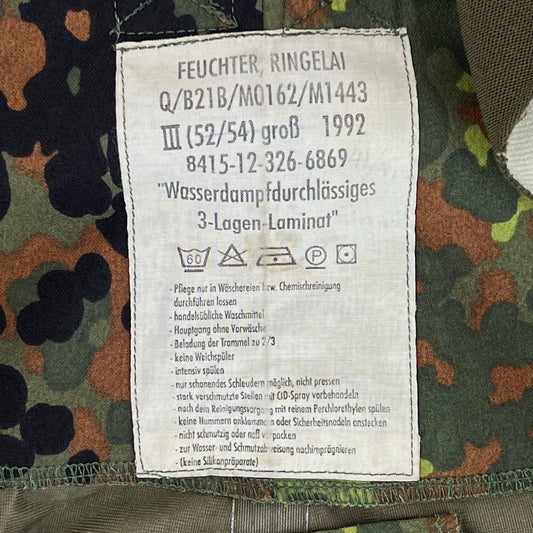 FEUCHTER, RINGELAI
Q/B21B/M0162/M1443
III (52/54) groß 1992
8415-12-326-6869
"Wasserdampfdurchlässiges
3-Lagen-Laminat"
60 P
- Pflege nur in Wäschereien bzw. Chemischreinigung
durchführen lassen
- handelsübliche Waschmittel
- Hauptgang ohne Vorwäsche
- Beladung der Trommel zu 2/3
- keine Weichspüler
- intensiv spülen
- nur schonendes Schleudern möglich, nicht pressen
- stark verschmutzte Stellen mit CID-Spray vorbehandeln
- nach dem Reinigungsvorgang mit reinem Perchlorethylen spülen
- keine Nummern anklammern oder Sicherheitsnadeln anstecken
- nicht schmutzig oder naß verpacken
- zur Wasser- und Schmutzabweisung nachimprägnieren
- (keine Silikonpräparate)